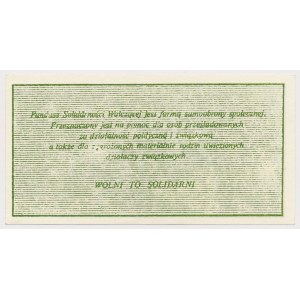 Fundusz Solidarności Walczącej jest formą samoobrony społecznej.
Przeznaczony jest na pomoc dla osób prześladowanych
za działalność polityczną i związkową
a także dla zagrożonych materialnie rodzin uwięzionych
działaczy związkowych
WOLNI TO SOLIDARNI